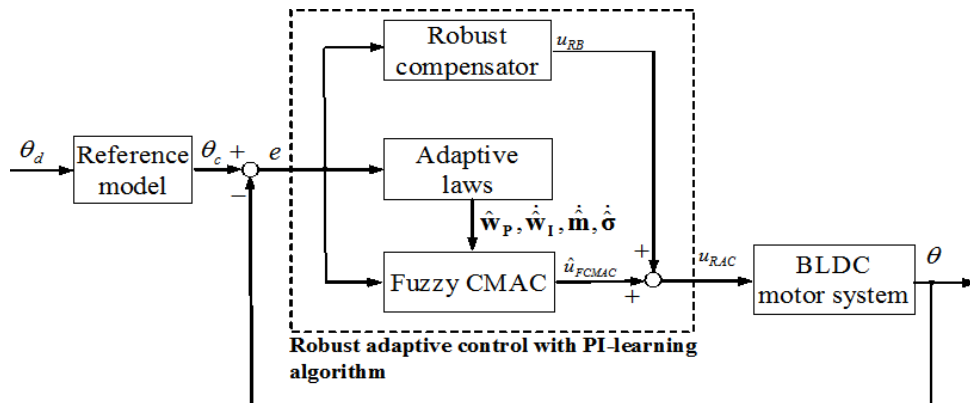 Robust
compensator
u_RB
θ_d
Reference
model
θ_c
+
−
e
Adaptive
laws
ŵ_P , ẇ̂_I , ṁ̂, σ̇̂
Fuzzy CMAC
û_FCMAC
+
+
u_RAC
BLDC
motor system
θ
Robust adaptive control with PI-learning
algorithm